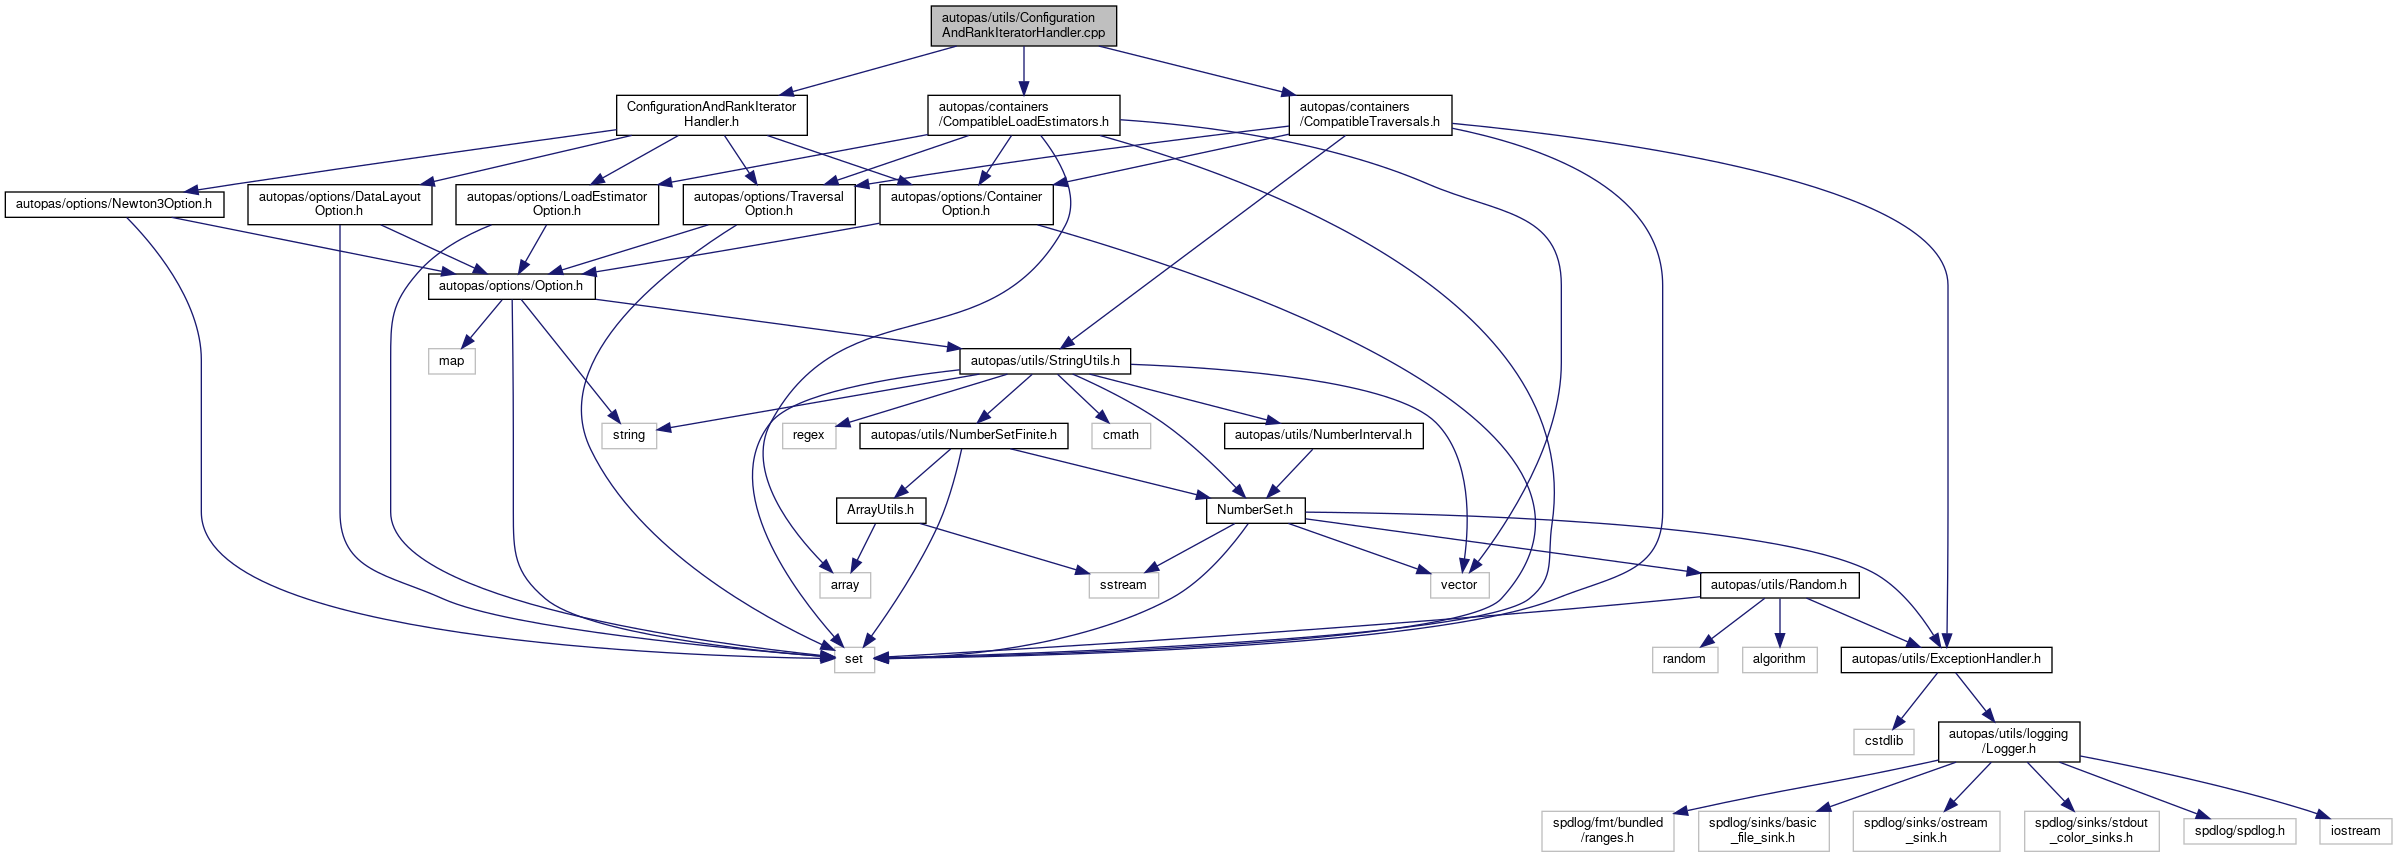 autopas/utils/Configuration
AndRankIteratorHandler.cpp
ConfigurationAndRankIterator
Handler.h
autopas/containers
/CompatibleLoadEstimators.h
autopas/containers
/CompatibleTraversals.h
autopas/options/Newton3Option.h
autopas/options/DataLayout
Option.h
autopas/options/LoadEstimator
Option.h
autopas/options/Traversal
Option.h
autopas/options/Container
Option.h
autopas/options/Option.h
map
autopas/utils/StringUtils.h
string
regex
autopas/utils/NumberSetFinite.h
cmath
autopas/utils/NumberInterval.h
ArrayUtils.h
NumberSet.h
array
sstream
vector
autopas/utils/Random.h
set
random
algorithm
autopas/utils/ExceptionHandler.h
cstdlib
autopas/utils/logging
/Logger.h
spdlog/fmt/bundled
/ranges.h
spdlog/sinks/basic
_file_sink.h
spdlog/sinks/ostream
_sink.h
spdlog/sinks/stdout
_color_sinks.h
spdlog/spdlog.h
iostream